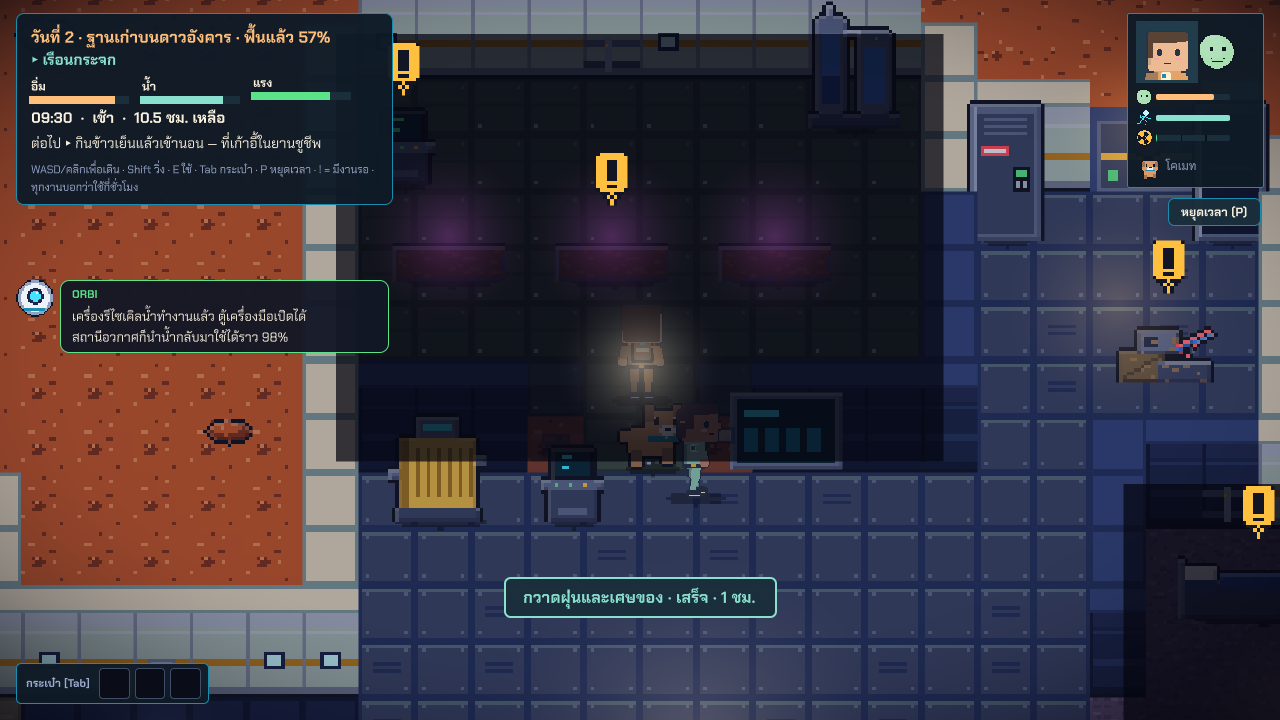 วันที่ 2 · ฐานเก่าบนดาวอังคาร · ฟื้นแล้ว 57%
▸ เรือนกระจก
อิ่ม น้ำ แรง
09:30 · เช้า · 10.5 ชม. เหลือ
ต่อไป ▸ กินข้าวเย็นแล้วเข้านอน — ที่เก้าอี้ในยานชูชีพ
WASD/คลิกเพื่อเดิน · Shift วิ่ง · E ใช้ · Tab กระเป๋า · P หยุดเวลา · ! = มีงานรอ ·
ทุกงานบอกว่าใช้กี่ชั่วโมง
โคเมท
หยุดเวลา (P)
ORBI
เครื่องรีไซเคิลน้ำทำงานแล้ว ตู้เครื่องมือเปิดได้
สถานีอวกาศก็นำน้ำกลับมาใช้ได้ราว 98%
กวาดฝุ่นและเศษของ · เสร็จ · 1 ชม.
กระเป๋า [Tab]